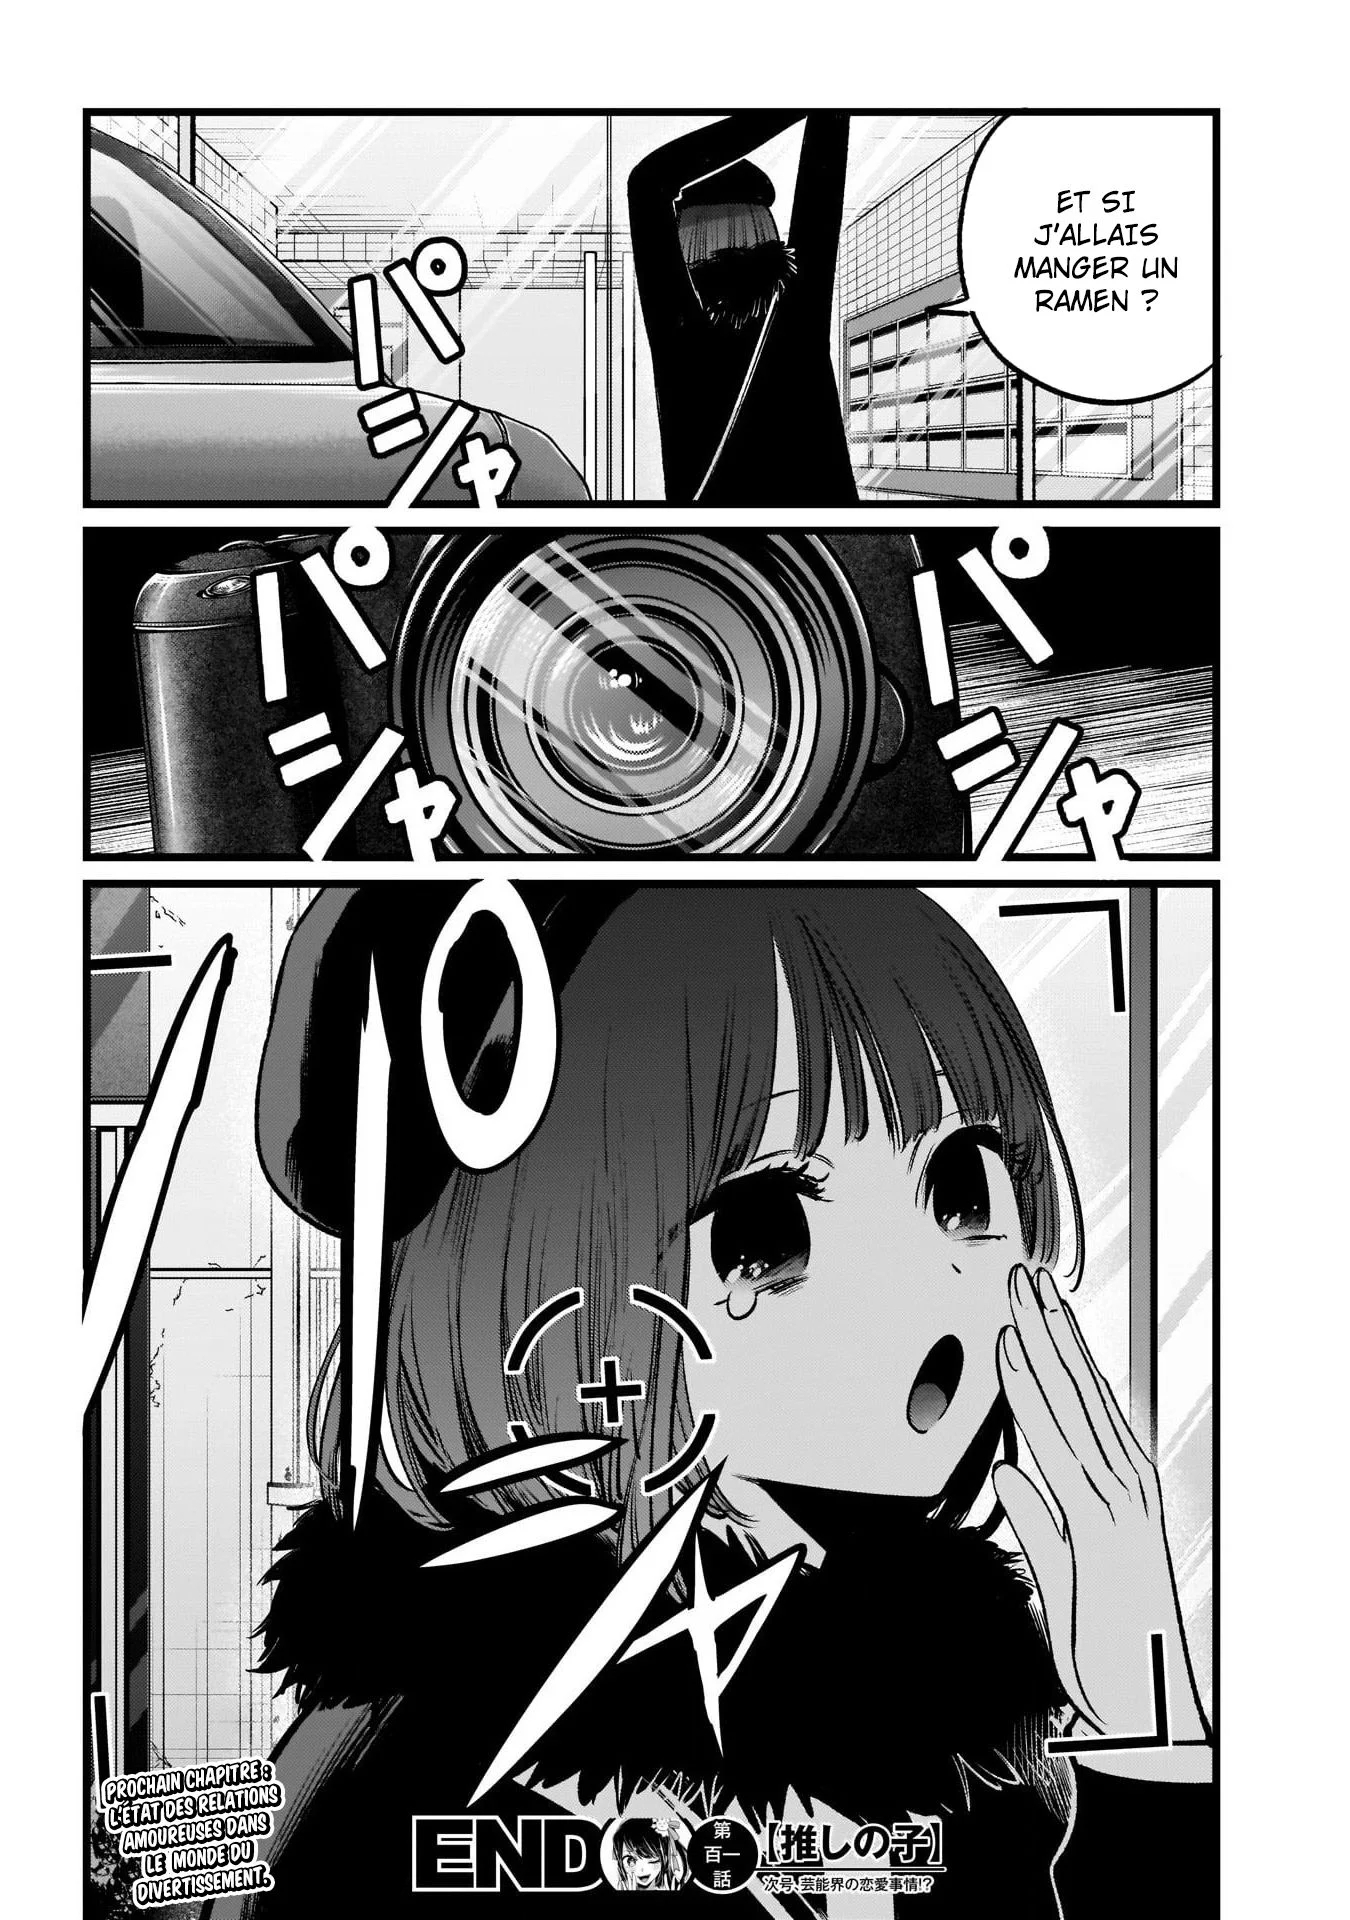 ET SI
J'ALLAIS
MANGER UN
RAMEN ?
パシャ
パシャ
パシャ
パシャ
PROCHAIN CHAPITRE :
L'ÉTAT DES RELATIONS
AMOUREUSES DANS
LE MONDE DU
DIVERTISSEMENT.
END
第百一話
【推しの子】
次号、芸能界の恋愛事情!?